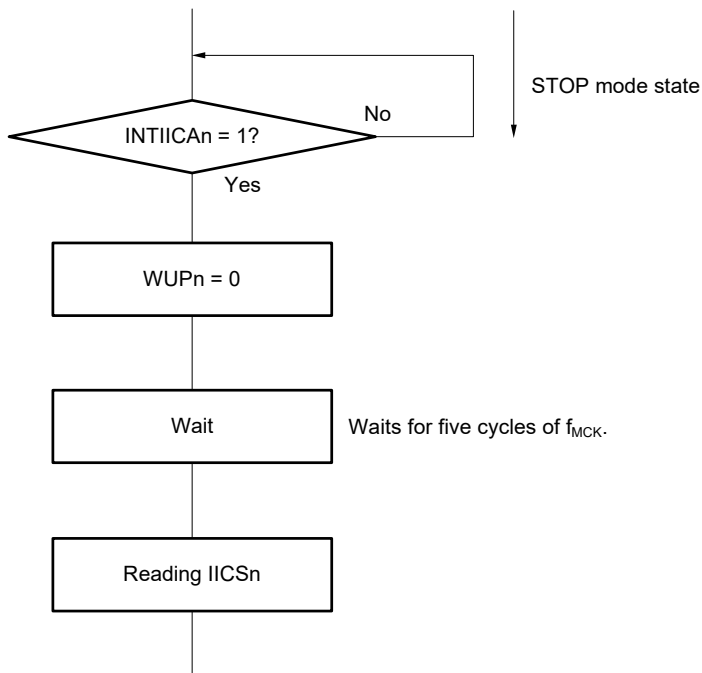 STOP mode state
No
INTIICAn = 1?
Yes
WUPn = 0
Wait
Waits for five cycles of fMCK.
Reading IICSn